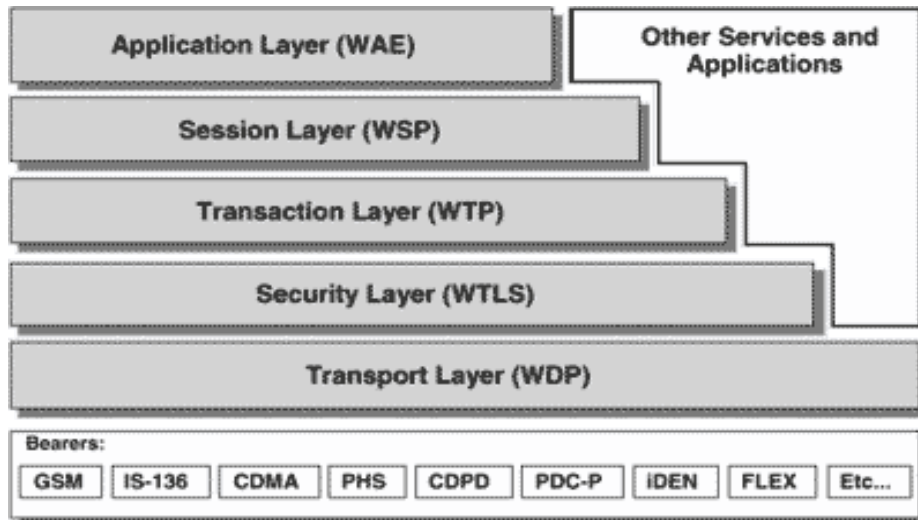 Application Layer (WAE)
Other Services and
Applications
Session Layer (WSP)
Transaction Layer (WTP)
Security Layer (WTLS)
Transport Layer (WDP)
Bearers:
GSM IS-136 CDMA PHS CDPD PDC-P iDEN FLEX Etc...